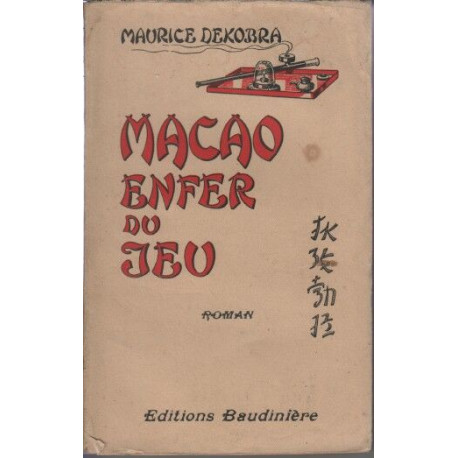 MAURICE DEKOBRA
MACAO
ENFER
DU
JEU
ROMAN
Editions Baudinière